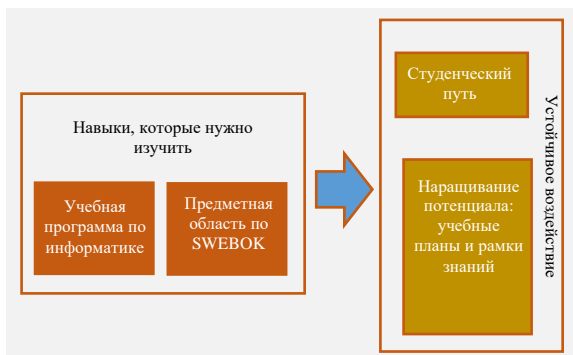 Навыки, которые нужно
изучить
Учебная
программа по
информатике
Предметная
область по
SWEBOK
Студенческий
путь
Наращивание
потенциала:
учебные
планы и рамки
знаний
Устойчивое воздействие